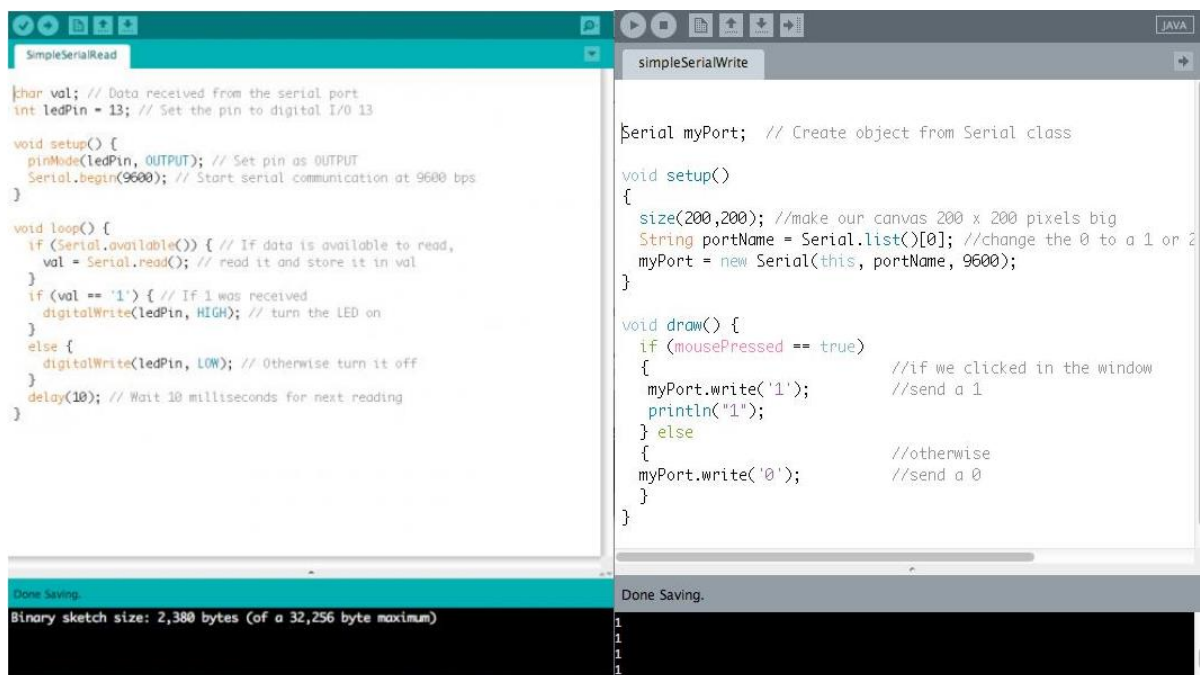 SimpleSerialRead
char val; // Data received from the serial port
int ledPin = 13; // Set the pin to digital I/O 13
void setup() {
pinMode(ledPin, OUTPUT); // Set pin as OUTPUT
Serial.begin(9600); // Start serial communication at 9600 bps
}
void loop() {
if (Serial.available()) { // If data is available to read,
val = Serial.read(); // read it and store it in val
}
if (val == '1') { // If 1 was received
digitalWrite(ledPin, HIGH); // turn the LED on
}
else {
digitalWrite(ledPin, LOW); // Otherwise turn it off
}
delay(10); // Wait 10 milliseconds for next reading
}
Done Saving.
Binary sketch size: 2,380 bytes (of a 32,256 byte maximum)
JAVA
simpleSerialWrite
Serial myPort;  // Create object from Serial class
void setup()
{
size(200,200); //make our canvas 200 x 200 pixels big
String portName = Serial.list()[0]; //change the 0 to a 1 or 2
myPort = new Serial(this, portName, 9600);
}
void draw() {
if (mousePressed == true)
{ //if we clicked in the window
myPort.write('1'); //send a 1
println("1");
} else
{ //otherwise
myPort.write('0'); //send a 0
}
}
Done Saving.
1
1
1
1